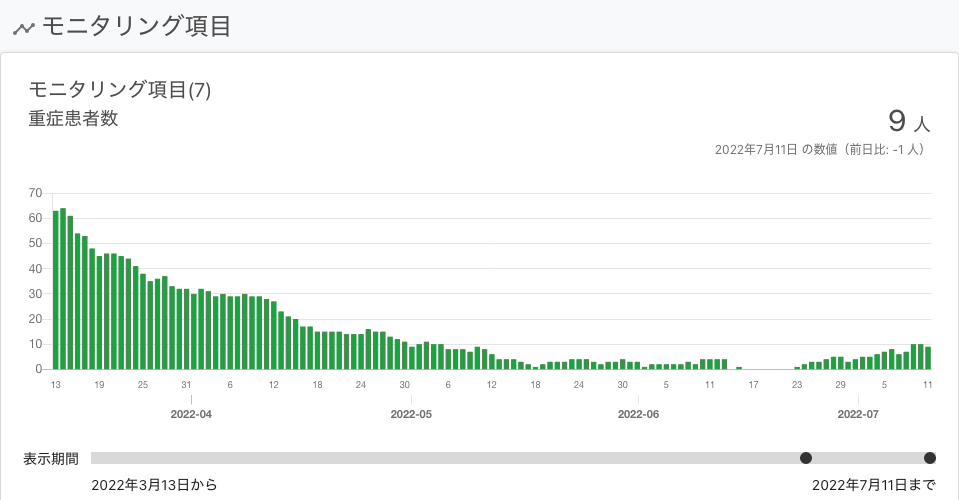 モニタリング項目
モニタリング項目(7)
重症患者数
9 人
2022年7月11日 の数値（前日比: -1 人）
70
60
50
40
30
20
10
0
13 19 25 31 6 12 18 24 30 6 12 18 24 30 5 11 17 23 29 5 11
2022-04 2022-05 2022-06 2022-07
表示期間
2022年3月13日から 2022年7月11日まで